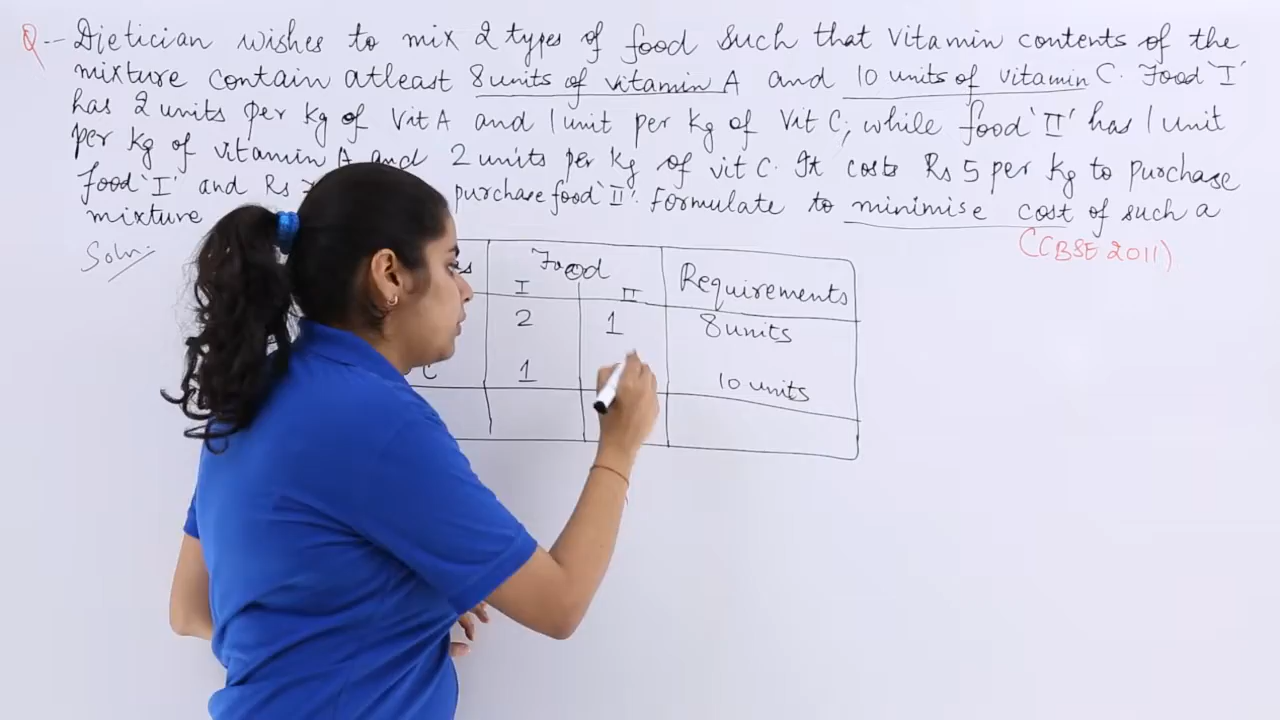 Q - Dietician wishes to mix 2 types of food such that vitamin contents of the
mixture contain atleast 8 units of vitamin A and 10 units of vitamin C. Food 'I'
has 2 units per kg of Vit A and 1 unit per kg of Vit C, while food 'II' has 1 unit
per kg of vitamin A and 2 units per kg of vit C. It costs Rs 5 per kg to purchase
food 'I' and Rs purchase food 'II'. Formulate to minimise cost of such a
mixture
(CBSE 2011)
Soln.
Food
I II Requirements
2 1 8 units
C 1 10 units